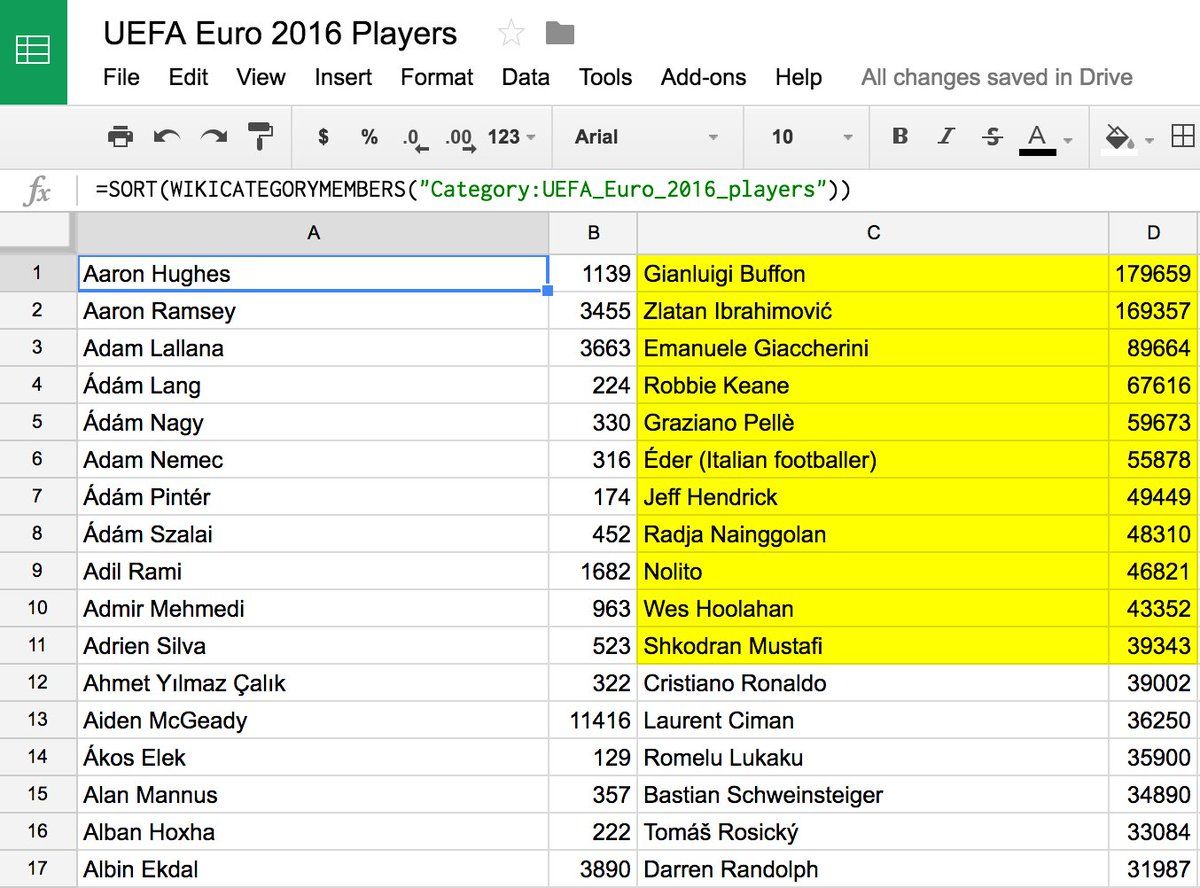 UEFA Euro 2016 Players
File Edit View Insert Format Data Tools Add-ons Help All changes saved in Drive
$ % .0 .00 123 Arial 10 B I S A
fx =SORT(WIKICATEGORYMEMBERS("Category:UEFA_Euro_2016_players"))
A B C D
1 Aaron Hughes 1139 Gianluigi Buffon 179659
2 Aaron Ramsey 3455 Zlatan Ibrahimović 169357
3 Adam Lallana 3663 Emanuele Giaccherini 89664
4 Ádám Lang 224 Robbie Keane 67616
5 Ádám Nagy 330 Graziano Pellè 59673
6 Adam Nemec 316 Éder (Italian footballer) 55878
7 Ádám Pintér 174 Jeff Hendrick 49449
8 Ádám Szalai 452 Radja Nainggolan 48310
9 Adil Rami 1682 Nolito 46821
10 Admir Mehmedi 963 Wes Hoolahan 43352
11 Adrien Silva 523 Shkodran Mustafi 39343
12 Ahmet Yılmaz Çalık 322 Cristiano Ronaldo 39002
13 Aiden McGeady 11416 Laurent Ciman 36250
14 Ákos Elek 129 Romelu Lukaku 35900
15 Alan Mannus 357 Bastian Schweinsteiger 34890
16 Alban Hoxha 222 Tomáš Rosický 33084
17 Albin Ekdal 3890 Darren Randolph 31987